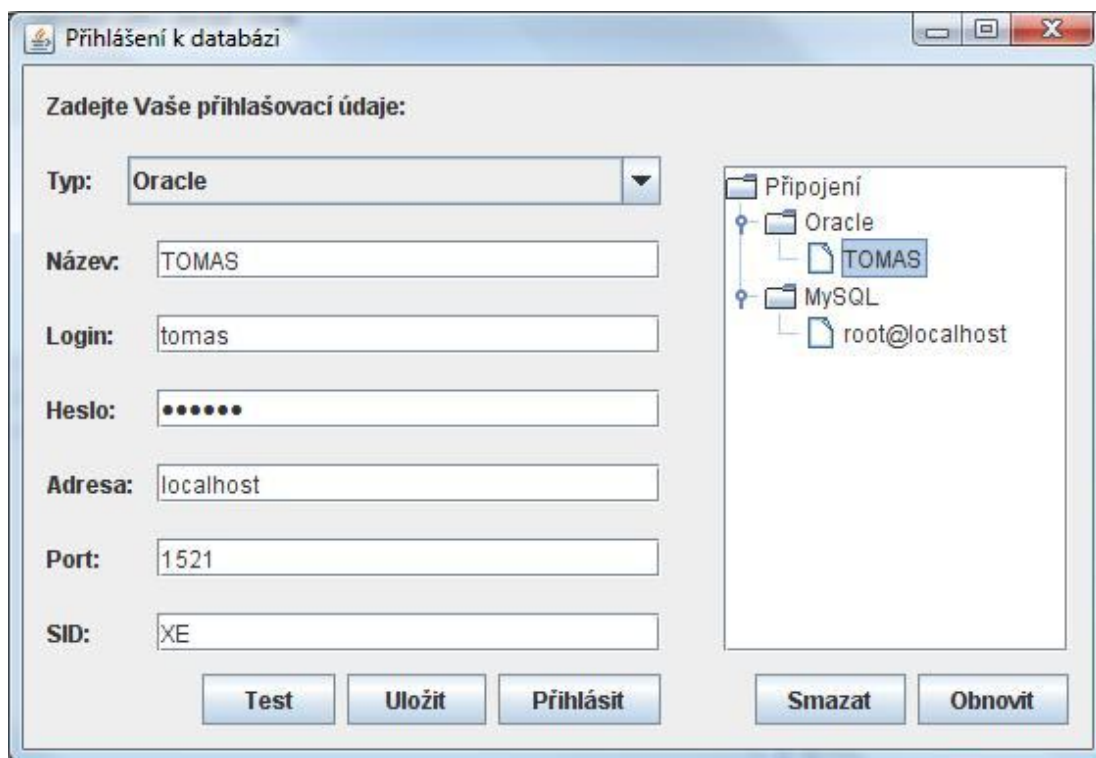 Přihlášení k databázi
Zadejte Vaše přihlašovací údaje:
Typ: Oracle
Název: TOMAS
Login: tomas
Heslo: ••••••
Adresa: localhost
Port: 1521
SID: XE
Test Uložit Přihlásit
Připojení
Oracle
TOMAS
MySQL
root@localhost
Smazat Obnovit